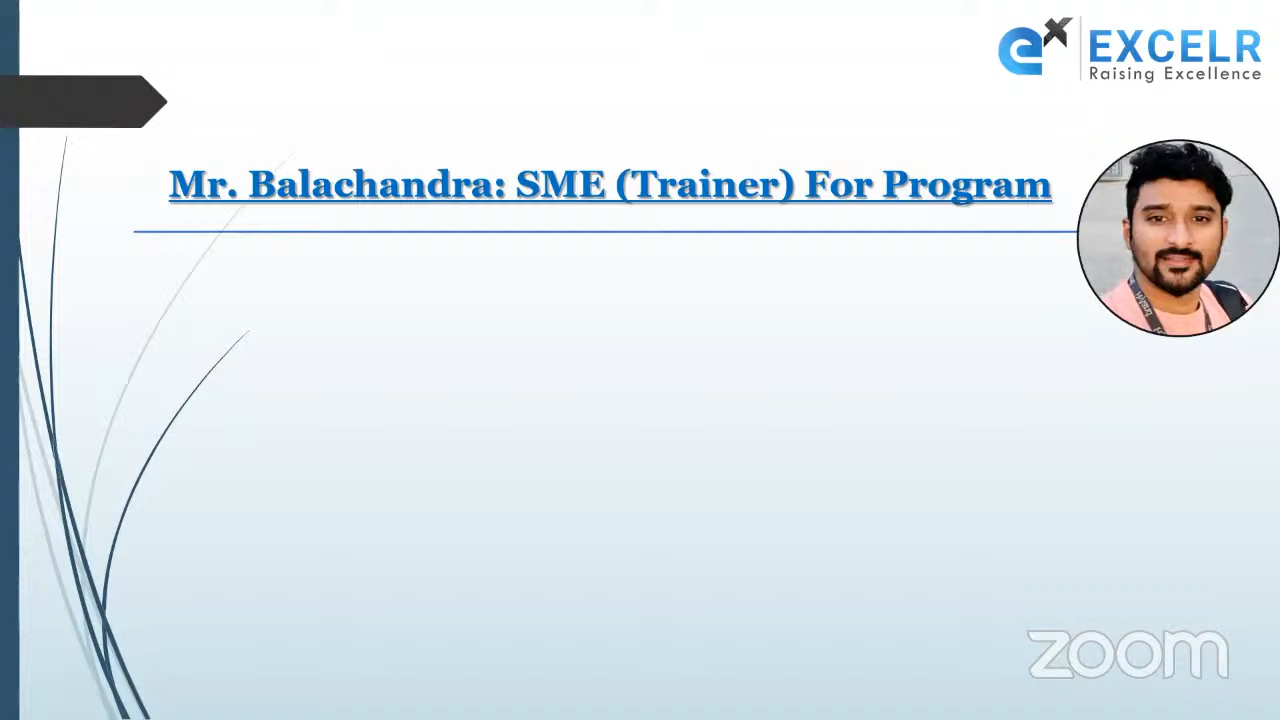 EXCELR
Raising Excellence
Mr. Balachandra: SME (Trainer) For Program
zoom